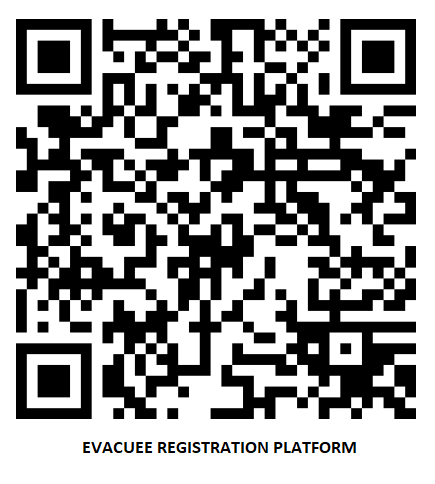 EVACUEE REGISTRATION PLATFORM